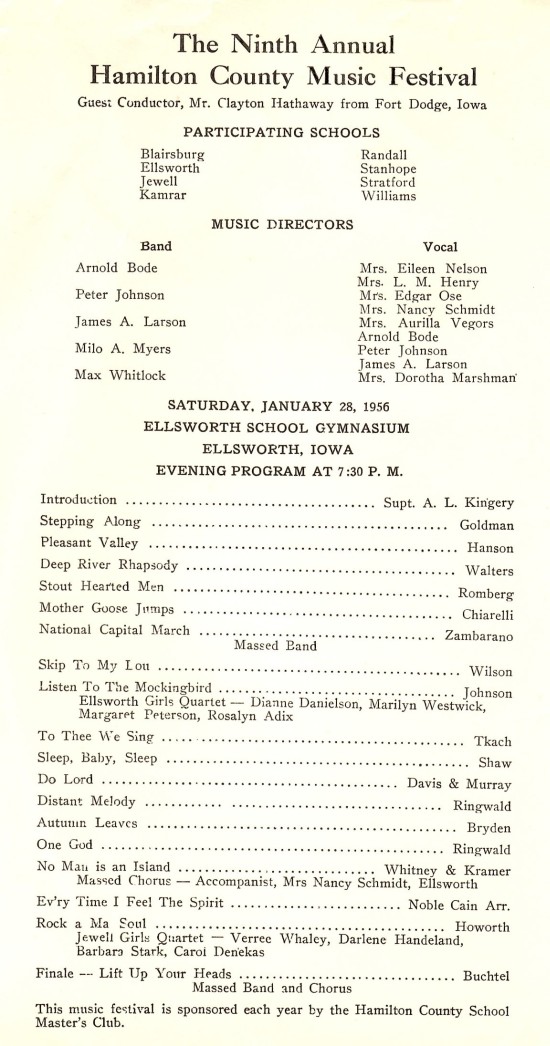 The Ninth Annual
Hamilton County Music Festival
Guest Conductor, Mr. Clayton Hathaway from Fort Dodge, Iowa
PARTICIPATING SCHOOLS
Blairsburg Randall
Ellsworth Stanhope
Jewell Stratford
Kamrar Williams
MUSIC DIRECTORS
Band Vocal
Arnold Bode Mrs. Eileen Nelson
Mrs. L. M. Henry
Peter Johnson Mrs. Edgar Ose
Mrs. Nancy Schmidt
James A. Larson Mrs. Aurilla Vegors
Arnold Bode
Milo A. Myers Peter Johnson
James A. Larson
Max Whitlock Mrs. Dorotha Marshman
SATURDAY, JANUARY 28, 1956
ELLSWORTH SCHOOL GYMNASIUM
ELLSWORTH, IOWA
EVENING PROGRAM AT 7:30 P. M.
Introduction ........ Supt. A. L. Kingery
Stepping Along ........ Goldman
Pleasant Valley ........ Hanson
Deep River Rhapsody ........ Walters
Stout Hearted Men ........ Romberg
Mother Goose Jumps ........ Chiarelli
National Capital March ........ Zambarano
Massed Band
Skip To My Lou ........ Wilson
Listen To The Mockingbird ........ Johnson
Ellsworth Girls Quartet — Dianne Danielson, Marilyn Westwick,
Margaret Peterson, Rosalyn Adix
To Thee We Sing ........ Tkach
Sleep, Baby, Sleep ........ Shaw
Do Lord ........ Davis & Murray
Distant Melody ........ Ringwald
Autumn Leaves ........ Bryden
One God ........ Ringwald
No Man is an Island ........ Whitney & Kramer
Massed Chorus — Accompanist, Mrs Nancy Schmidt, Ellsworth
Ev'ry Time I Feel The Spirit ........ Noble Cain Arr.
Rock a Ma Soul ........ Howorth
Jewell Girls Quartet — Verree Whaley, Darlene Handeland,
Barbara Stark, Carol Denekas
Finale -- Lift Up Your Heads ........ Buchtel
Massed Band and Chorus
This music festival is sponsored each year by the Hamilton County School
Master's Club.